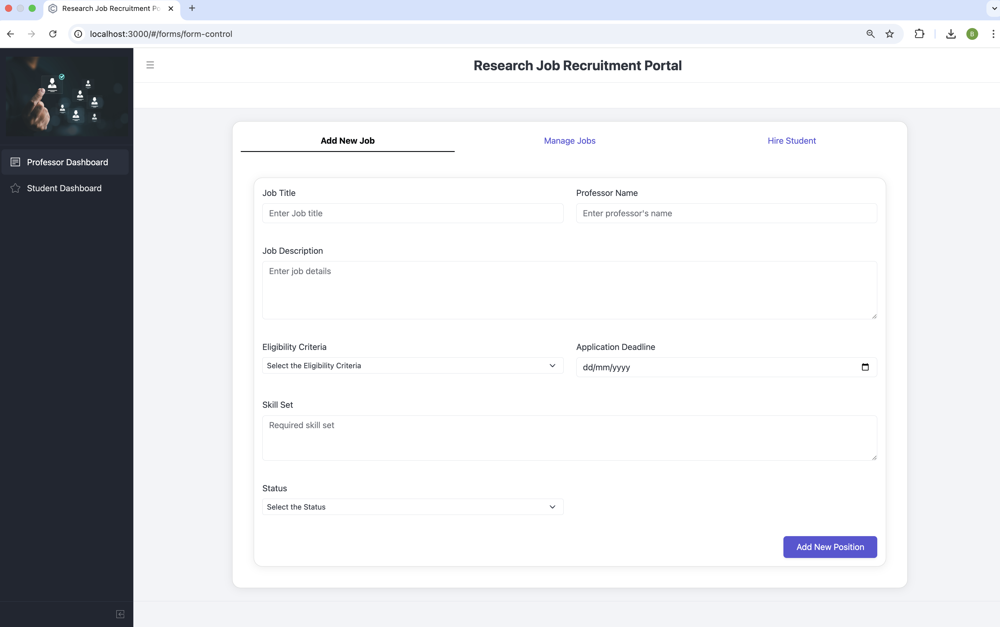 Research Job Recruitment Po
localhost:3000/#/forms/form-control
B
Research Job Recruitment Portal
Professor Dashboard
Student Dashboard
Add New Job
Manage Jobs
Hire Student
Job Title
Professor Name
Enter Job title
Enter professor's name
Job Description
Enter job details
Eligibility Criteria
Application Deadline
Select the Eligibility Criteria
dd/mm/yyyy
Skill Set
Required skill set
Status
Select the Status
Add New Position